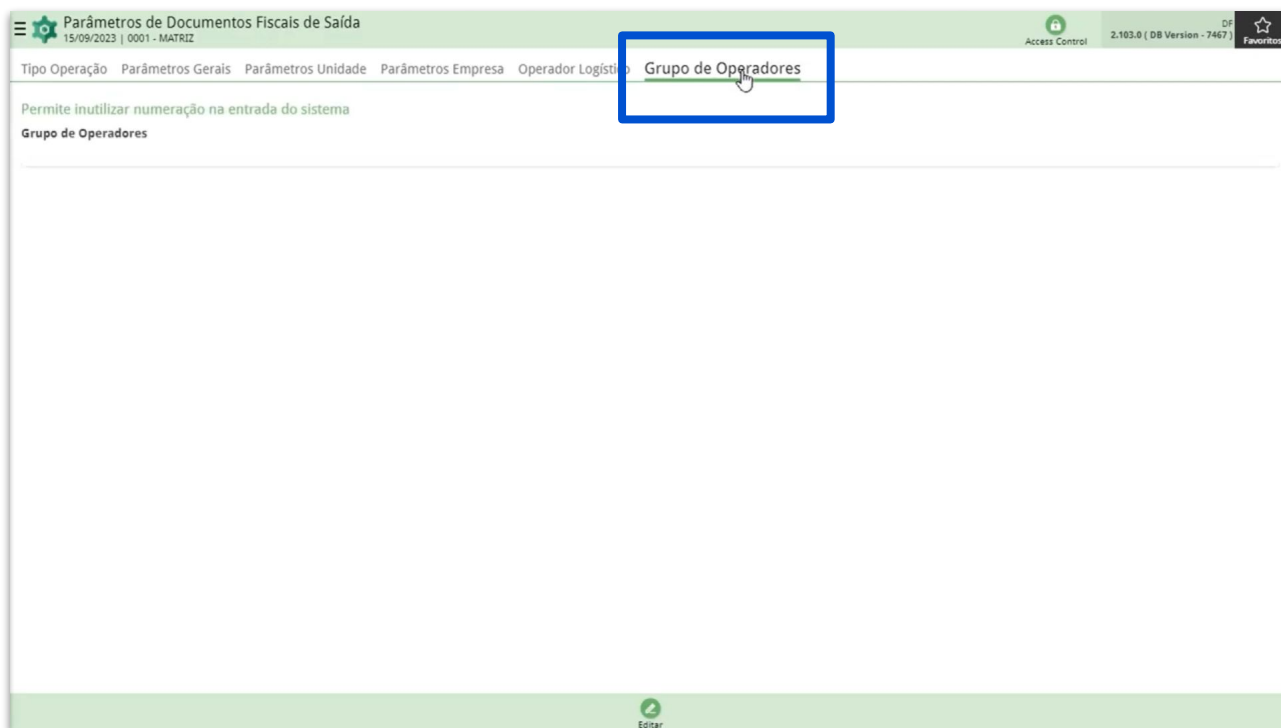 Parâmetros de Documentos Fiscais de Saída
15/09/2023 | 0001 - MATRIZ
Access Control
DF
2.103.0 ( DB Version - 7467 )
Favoritos
Tipo Operação Parâmetros Gerais Parâmetros Unidade Parâmetros Empresa Operador Logístico Grupo de Operadores
Permite inutilizar numeração na entrada do sistema
Grupo de Operadores
Editar